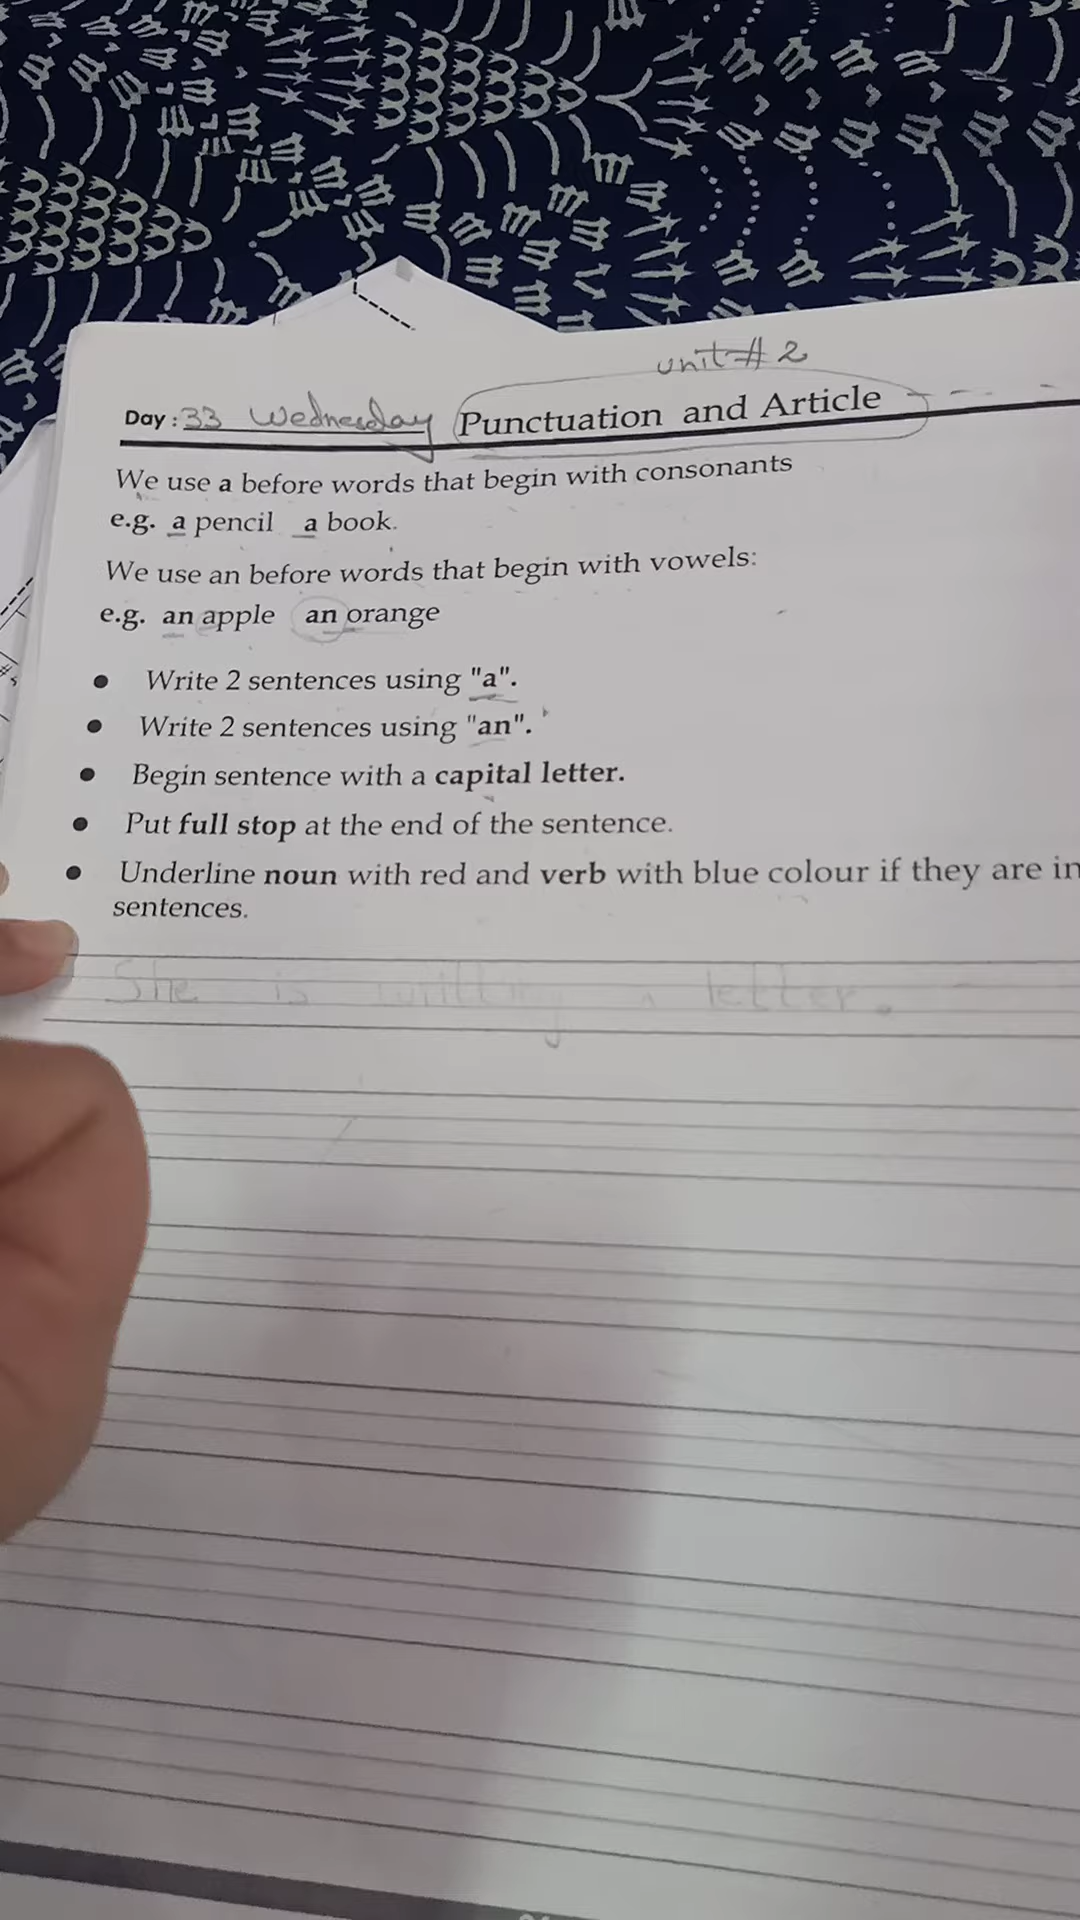 unit # 2
Day : 33 Wednesday Punctuation and Article
We use a before words that begin with consonants
e.g. a pencil a book.
We use an before words that begin with vowels:
e.g. an apple an orange
• Write 2 sentences using "a".
• Write 2 sentences using "an".
• Begin sentence with a capital letter.
• Put full stop at the end of the sentence.
• Underline noun with red and verb with blue colour if they are in
sentences.
She is letter.